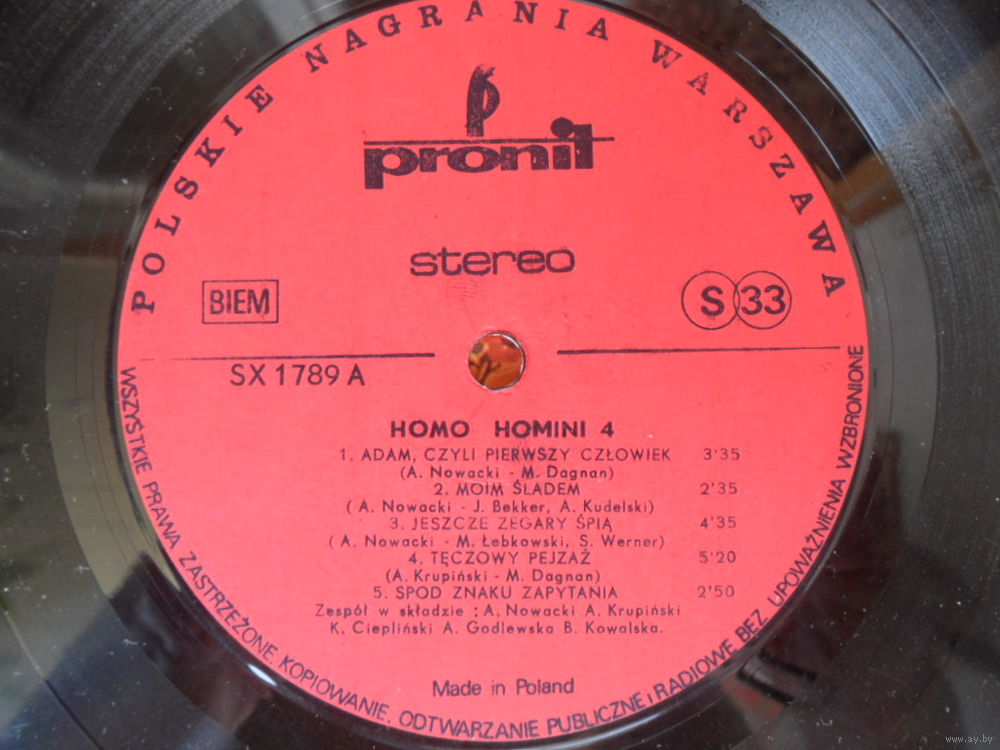 POLSKIE NAGRANIA WARSZAWA
pronit
stereo
BIEM
S 33
SX 1789 A
HOMO HOMINI 4
1. ADAM, CZYLI PIERWSZY CZŁOWIEK 3'35
(A. Nowacki - M. Dagnan)
2. MOIM ŚLADEM 2'35
(A. Nowacki - J. Bekker, A. Kudelski)
3. JESZCZE ZEGARY ŚPIĄ 4'35
(A. Nowacki - M. Łebkowski, S. Werner)
4. TĘCZOWY PEJZAŻ 5'20
(A. Krupiński - M. Dagnan)
5. SPOD ZNAKU ZAPYTANIA 2'50
Zespół w składzie : A. Nowacki A. Krupiński
K. Ciepliński A. Godlewska B. Kowalska.
Made in Poland
WSZYSTKIE PRAWA ZASTRZEŻONE, KOPIOWANIE, ODTWARZANIE PUBLICZNE i RADIOWE BEZ UPOWAŻNIENIA WZBRONIONE
www.ay.by